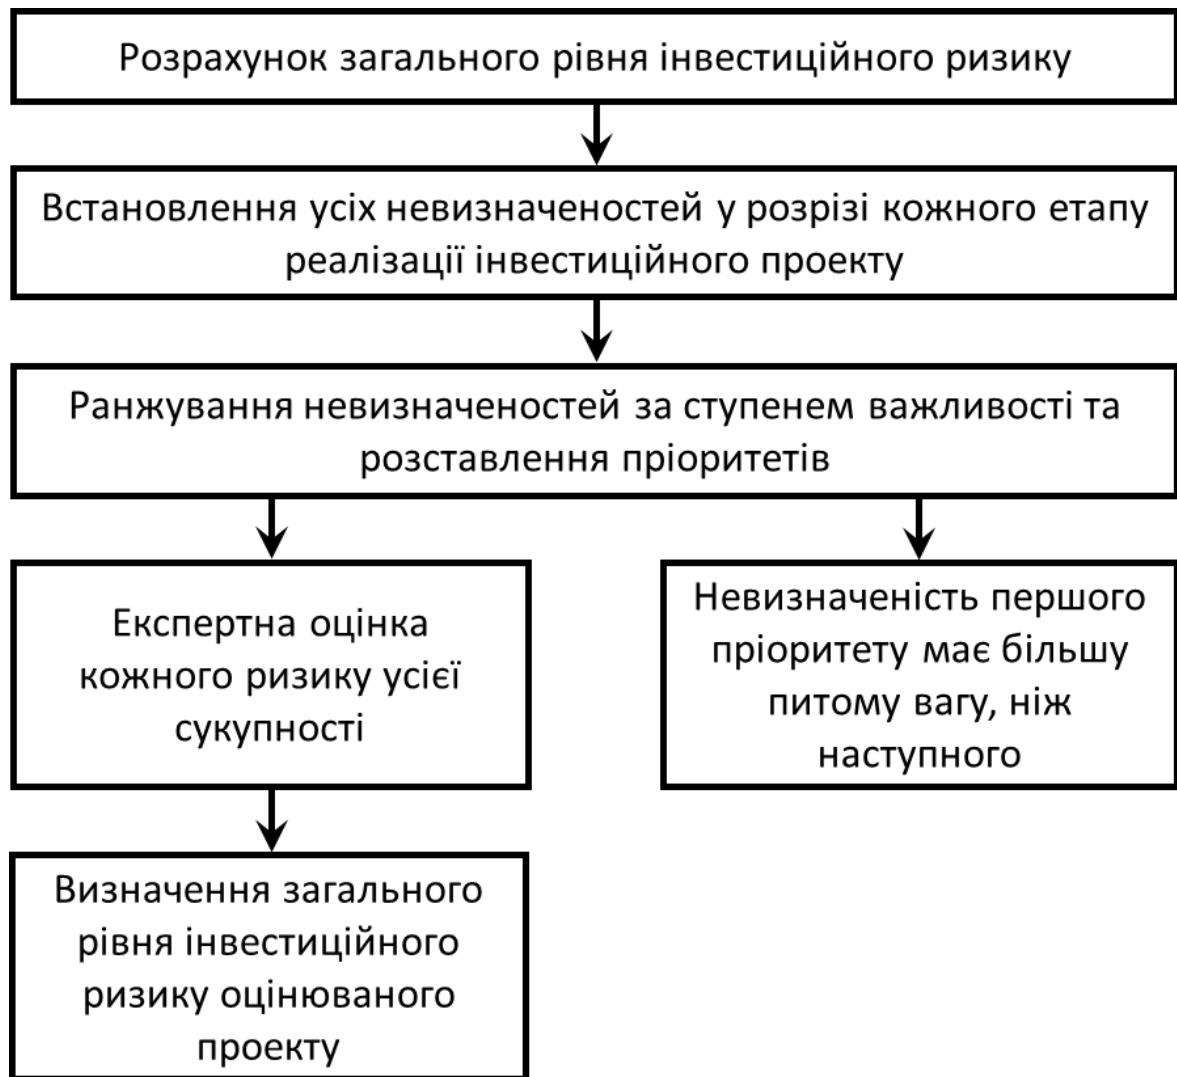 Розрахунок загального рівня інвестиційного ризику
Встановлення усіх невизначеностей у розрізі кожного етапу
реалізації інвестиційного проекту
Ранжування невизначеностей за ступенем важливості та
розставлення пріоритетів
Експертна оцінка
кожного ризику усієї
сукупності
Невизначеність першого
пріоритету має більшу
питому вагу, ніж
наступного
Визначення загального
рівня інвестиційного
ризику оцінюваного
проекту